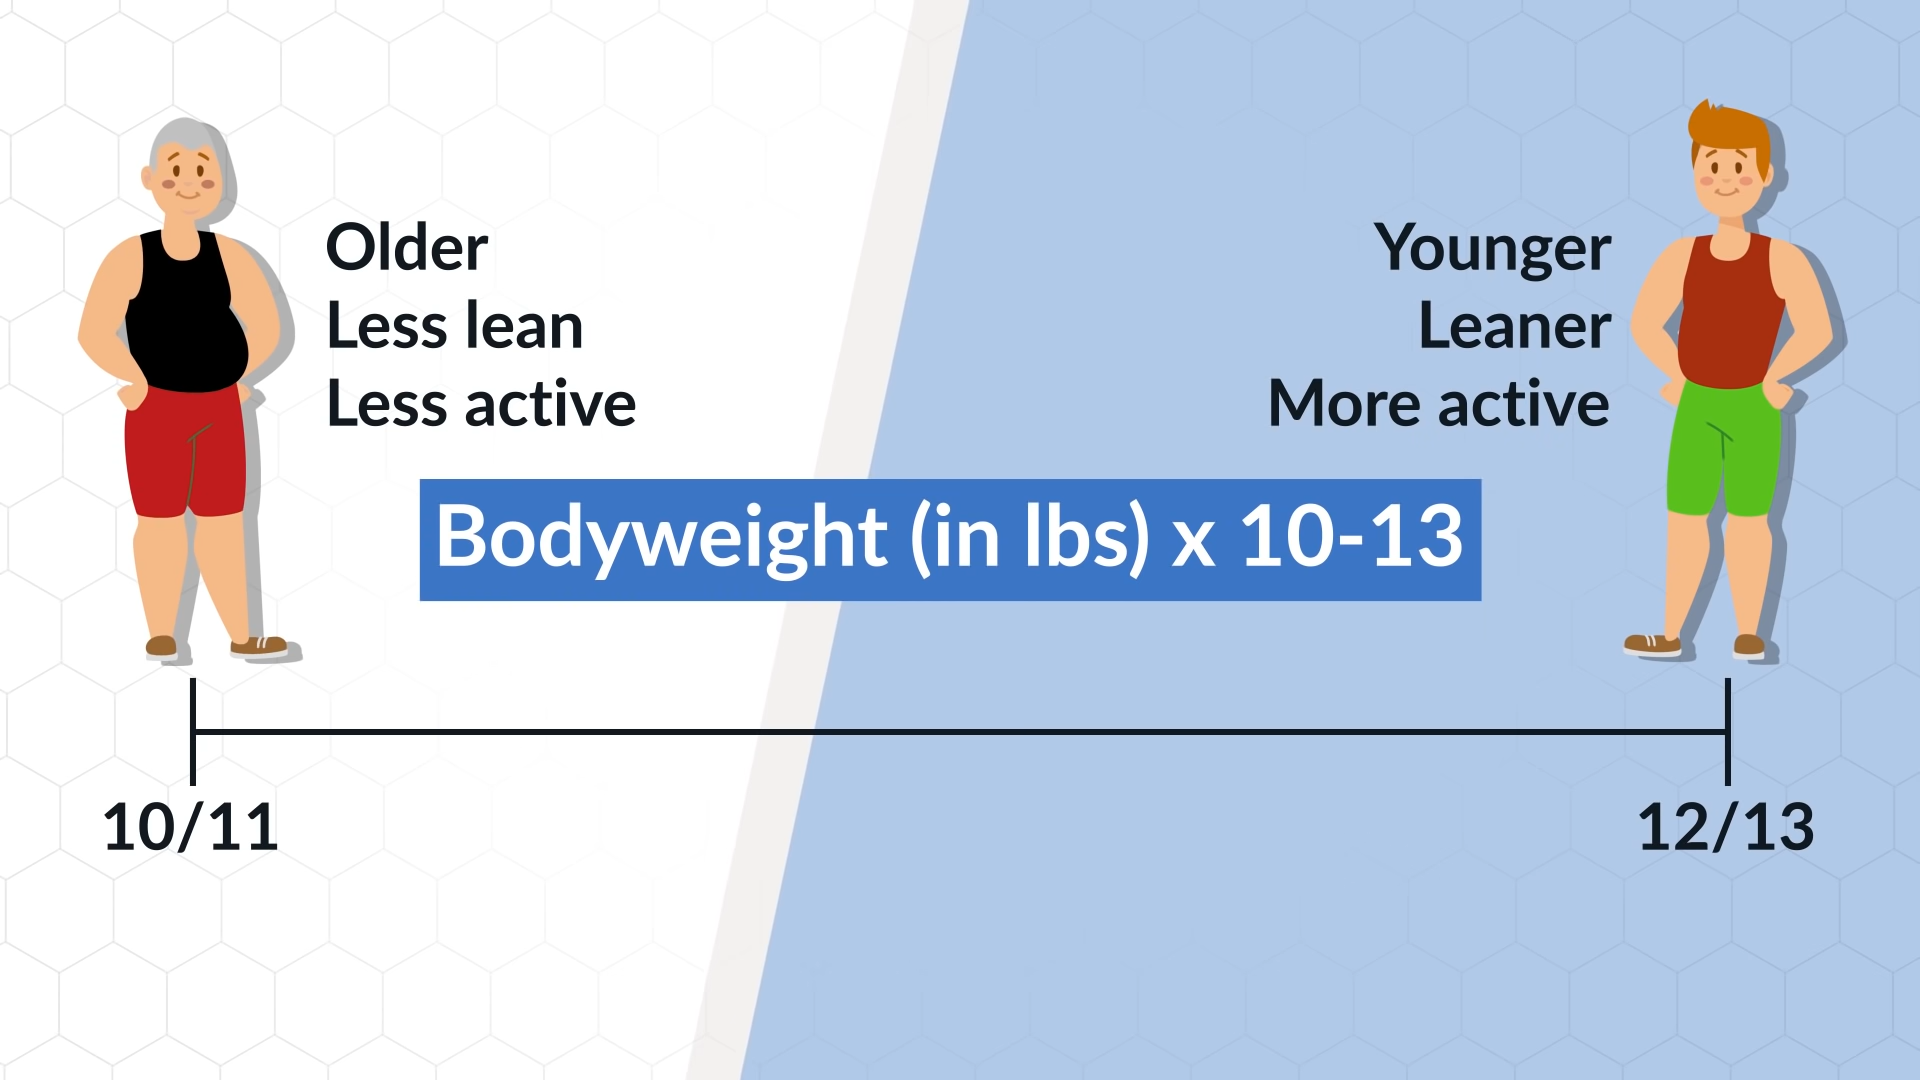 Older
Less lean
Less active
Younger
Leaner
More active
Bodyweight (in lbs) x 10-13
10/11
12/13